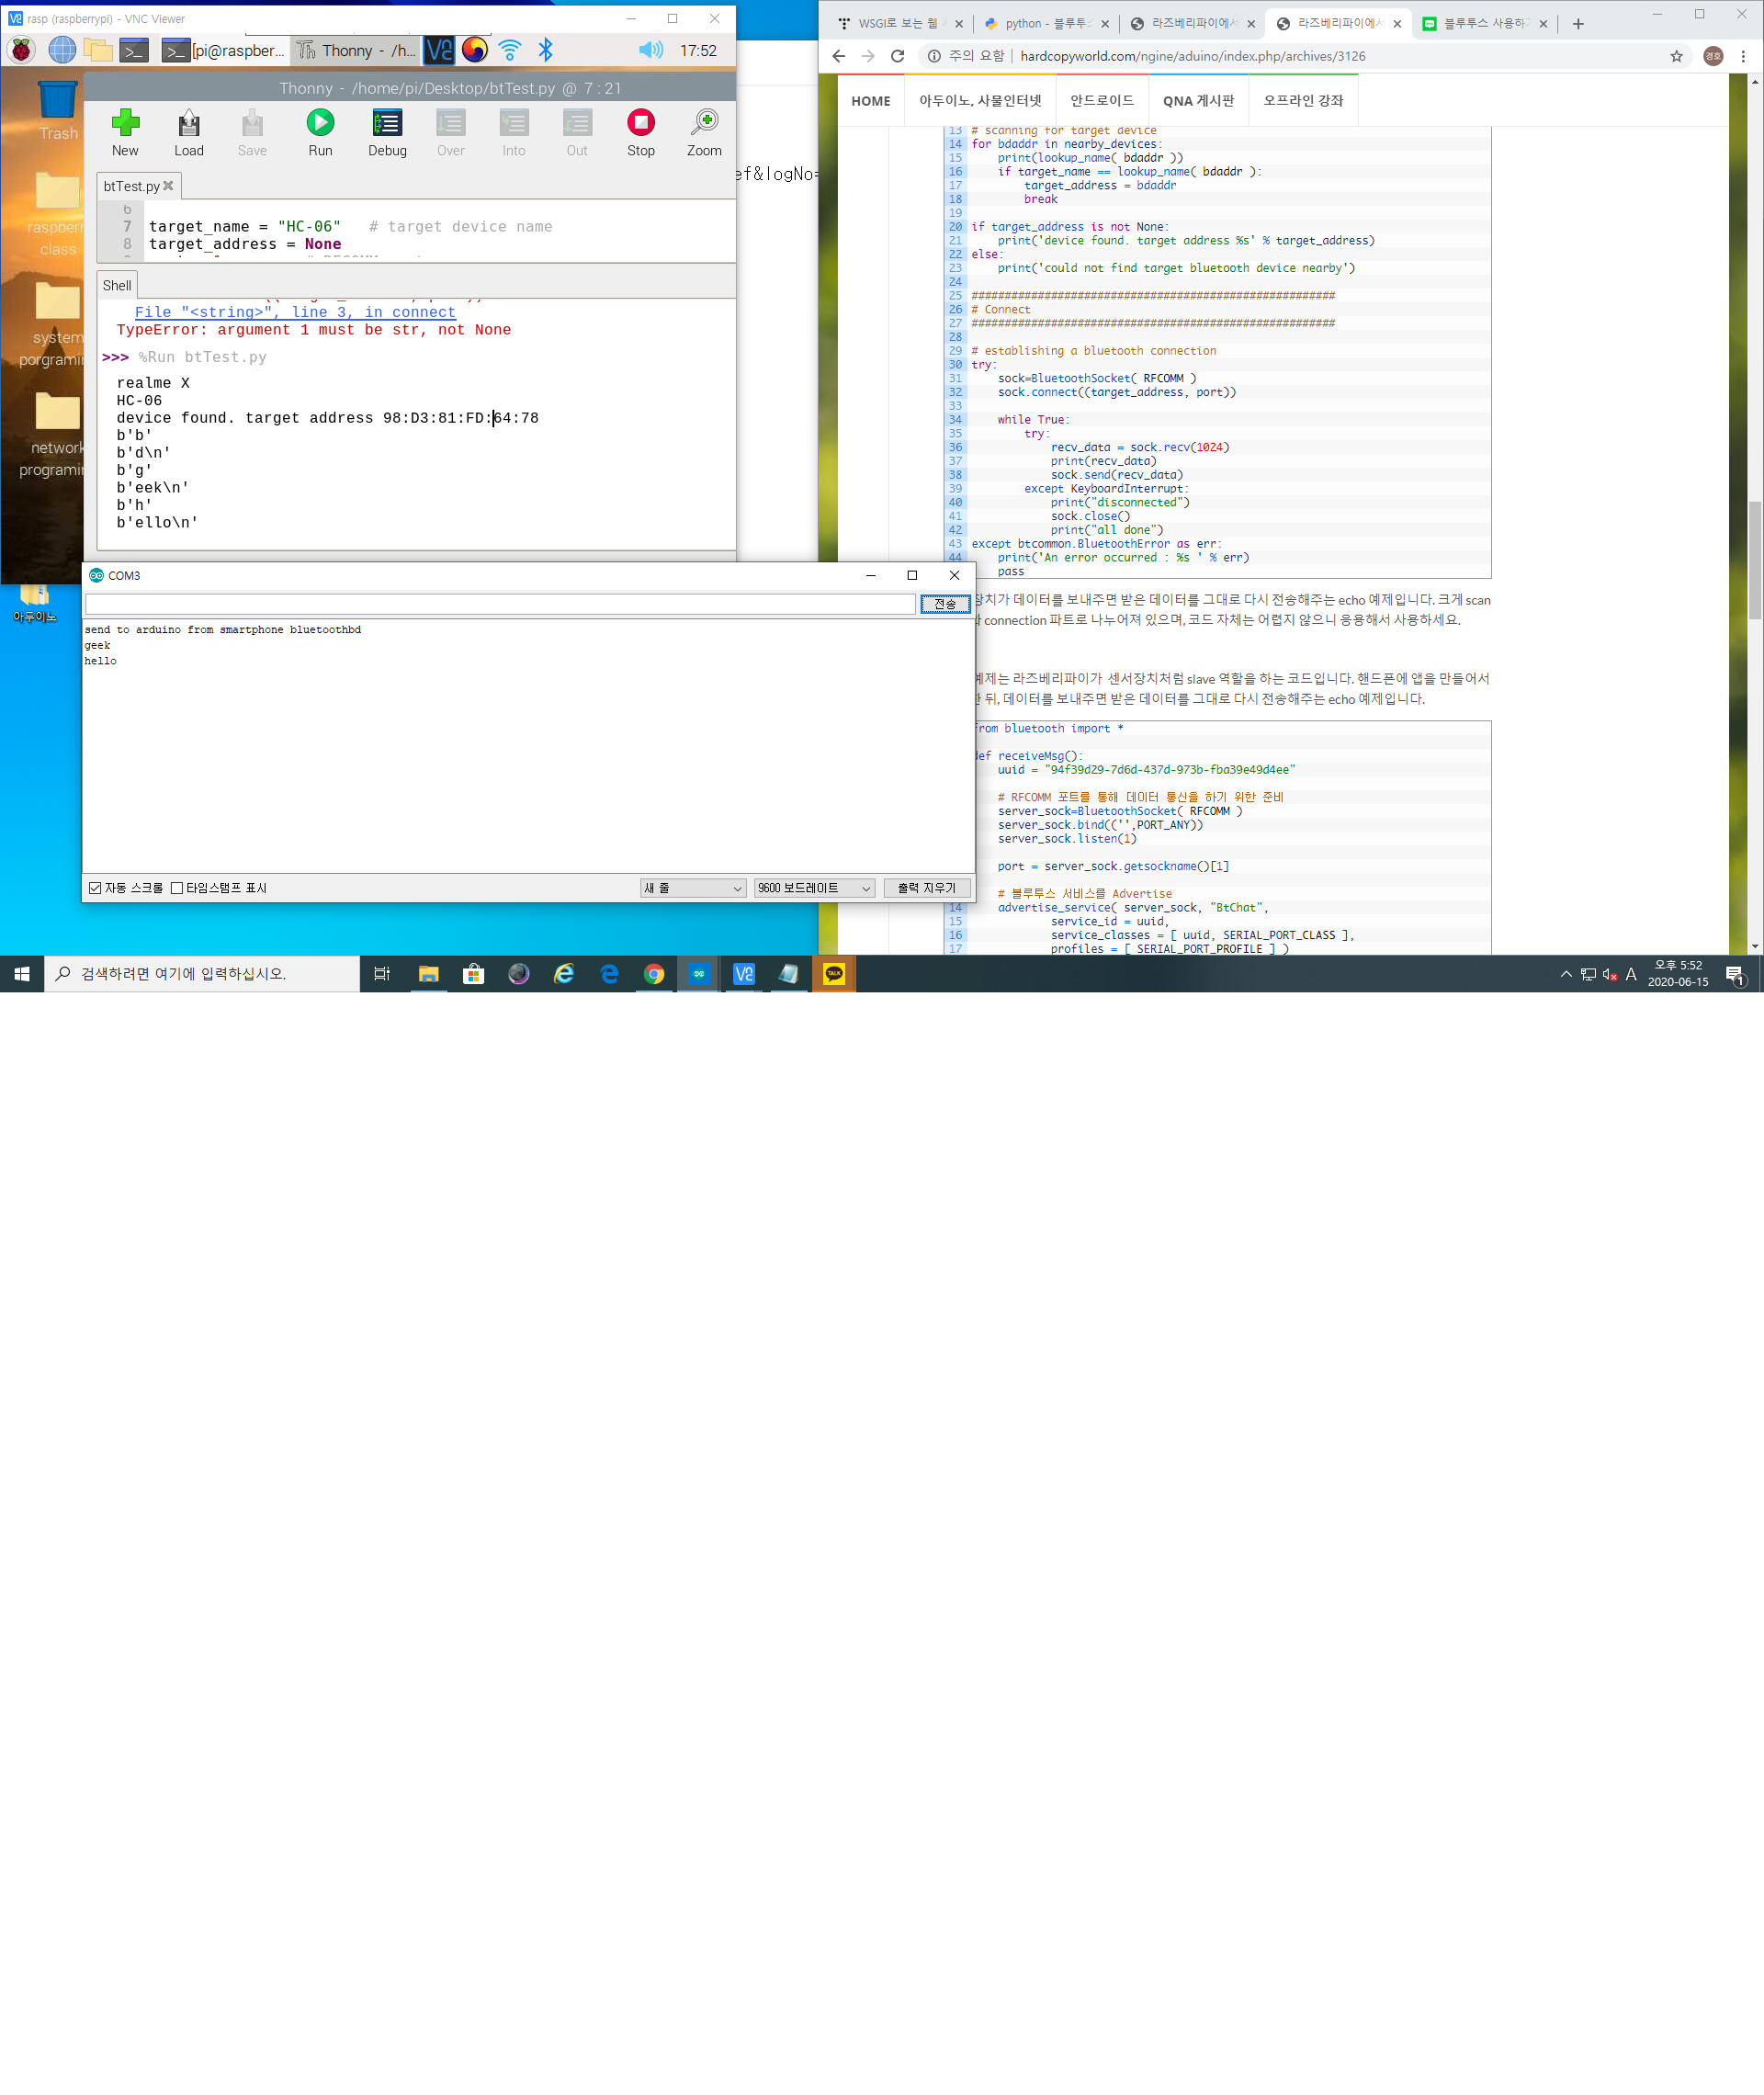 rasp (raspberrypi) - VNC Viewer
[pi@raspber...
Thonny - /h...
17:52
Trash
raspberr
class
system
porgrami
network
programi
Thonny - /home/pi/Desktop/btTest.py @ 7 : 21
New
Load
Save
Run
Debug
Over
Into
Out
Stop
Zoom
btTest.py
6
7 target_name = "HC-06" # target device name
8 target_address = None
Shell
File "<string>", line 3, in connect
TypeError: argument 1 must be str, not None
>>> %Run btTest.py
realme X
HC-06
device found. target address 98:D3:81:FD:64:78
b'b'
b'd\n'
b'g'
b'eek\n'
b'h'
b'ello\n'
ef&logNo=
COM3
전송
send to arduino from smartphone bluetoothbd
geek
hello
자동 스크롤
타임스탬프 표시
새 줄
9600 보드레이트
출력 지우기
아두이노
WSGI로 보는 웹
python - 블루투스
라즈베리파이에서
라즈베리파이에서
블루투스 사용하기
주의 요함
hardcopyworld.com/ngine/aduino/index.php/archives/3126
경호
HOME
아두이노, 사물인터넷
안드로이드
QNA 게시판
오프라인 강좌
13 # scanning for target device
14 for bdaddr in nearby_devices:
15 print(lookup_name( bdaddr ))
16 if target_name == lookup_name( bdaddr ):
17 target_address = bdaddr
18 break
19
20 if target_address is not None:
21 print('device found. target address %s' % target_address)
22 else:
23 print('could not find target bluetooth device nearby')
24
25 #######################################################
26 # Connect
27 #######################################################
28
29 # establishing a bluetooth connection
30 try:
31 sock=BluetoothSocket( RFCOMM )
32 sock.connect((target_address, port))
33
34 while True:
35 try:
36 recv_data = sock.recv(1024)
37 print(recv_data)
38 sock.send(recv_data)
39 except KeyboardInterrupt:
40 print("disconnected")
41 sock.close()
42 print("all done")
43 except btcommon.BluetoothError as err:
44 print('An error occurred : %s ' % err)
pass
장치가 데이터를 보내주면 받은 데이터를 그대로 다시 전송해주는 echo 예제입니다. 크게 scan
connection 파트로 나누어져 있으며, 코드 자체는 어렵지 않으니 응용해서 사용하세요.
예제는 라즈베리파이가 센서장치처럼 slave 역할을 하는 코드입니다. 핸드폰에 앱을 만들어서
뒤, 데이터를 보내주면 받은 데이터를 그대로 다시 전송해주는 echo 예제입니다.
from bluetooth import *
def receiveMsg():
uuid = "94f39d29-7d6d-437d-973b-fba39e49d4ee"
# RFCOMM 포트를 통해 데이터 통신을 하기 위한 준비
server_sock=BluetoothSocket( RFCOMM )
server_sock.bind(('',PORT_ANY))
server_sock.listen(1)
port = server_sock.getsockname()[1]
# 블루투스 서비스를 Advertise
14 advertise_service( server_sock, "BtChat",
15 service_id = uuid,
16 service_classes = [ uuid, SERIAL_PORT_CLASS ],
17 profiles = [ SERIAL_PORT_PROFILE ] )
검색하려면 여기에 입력하십시오.
TALK
A
오후 5:52
2020-06-15
1